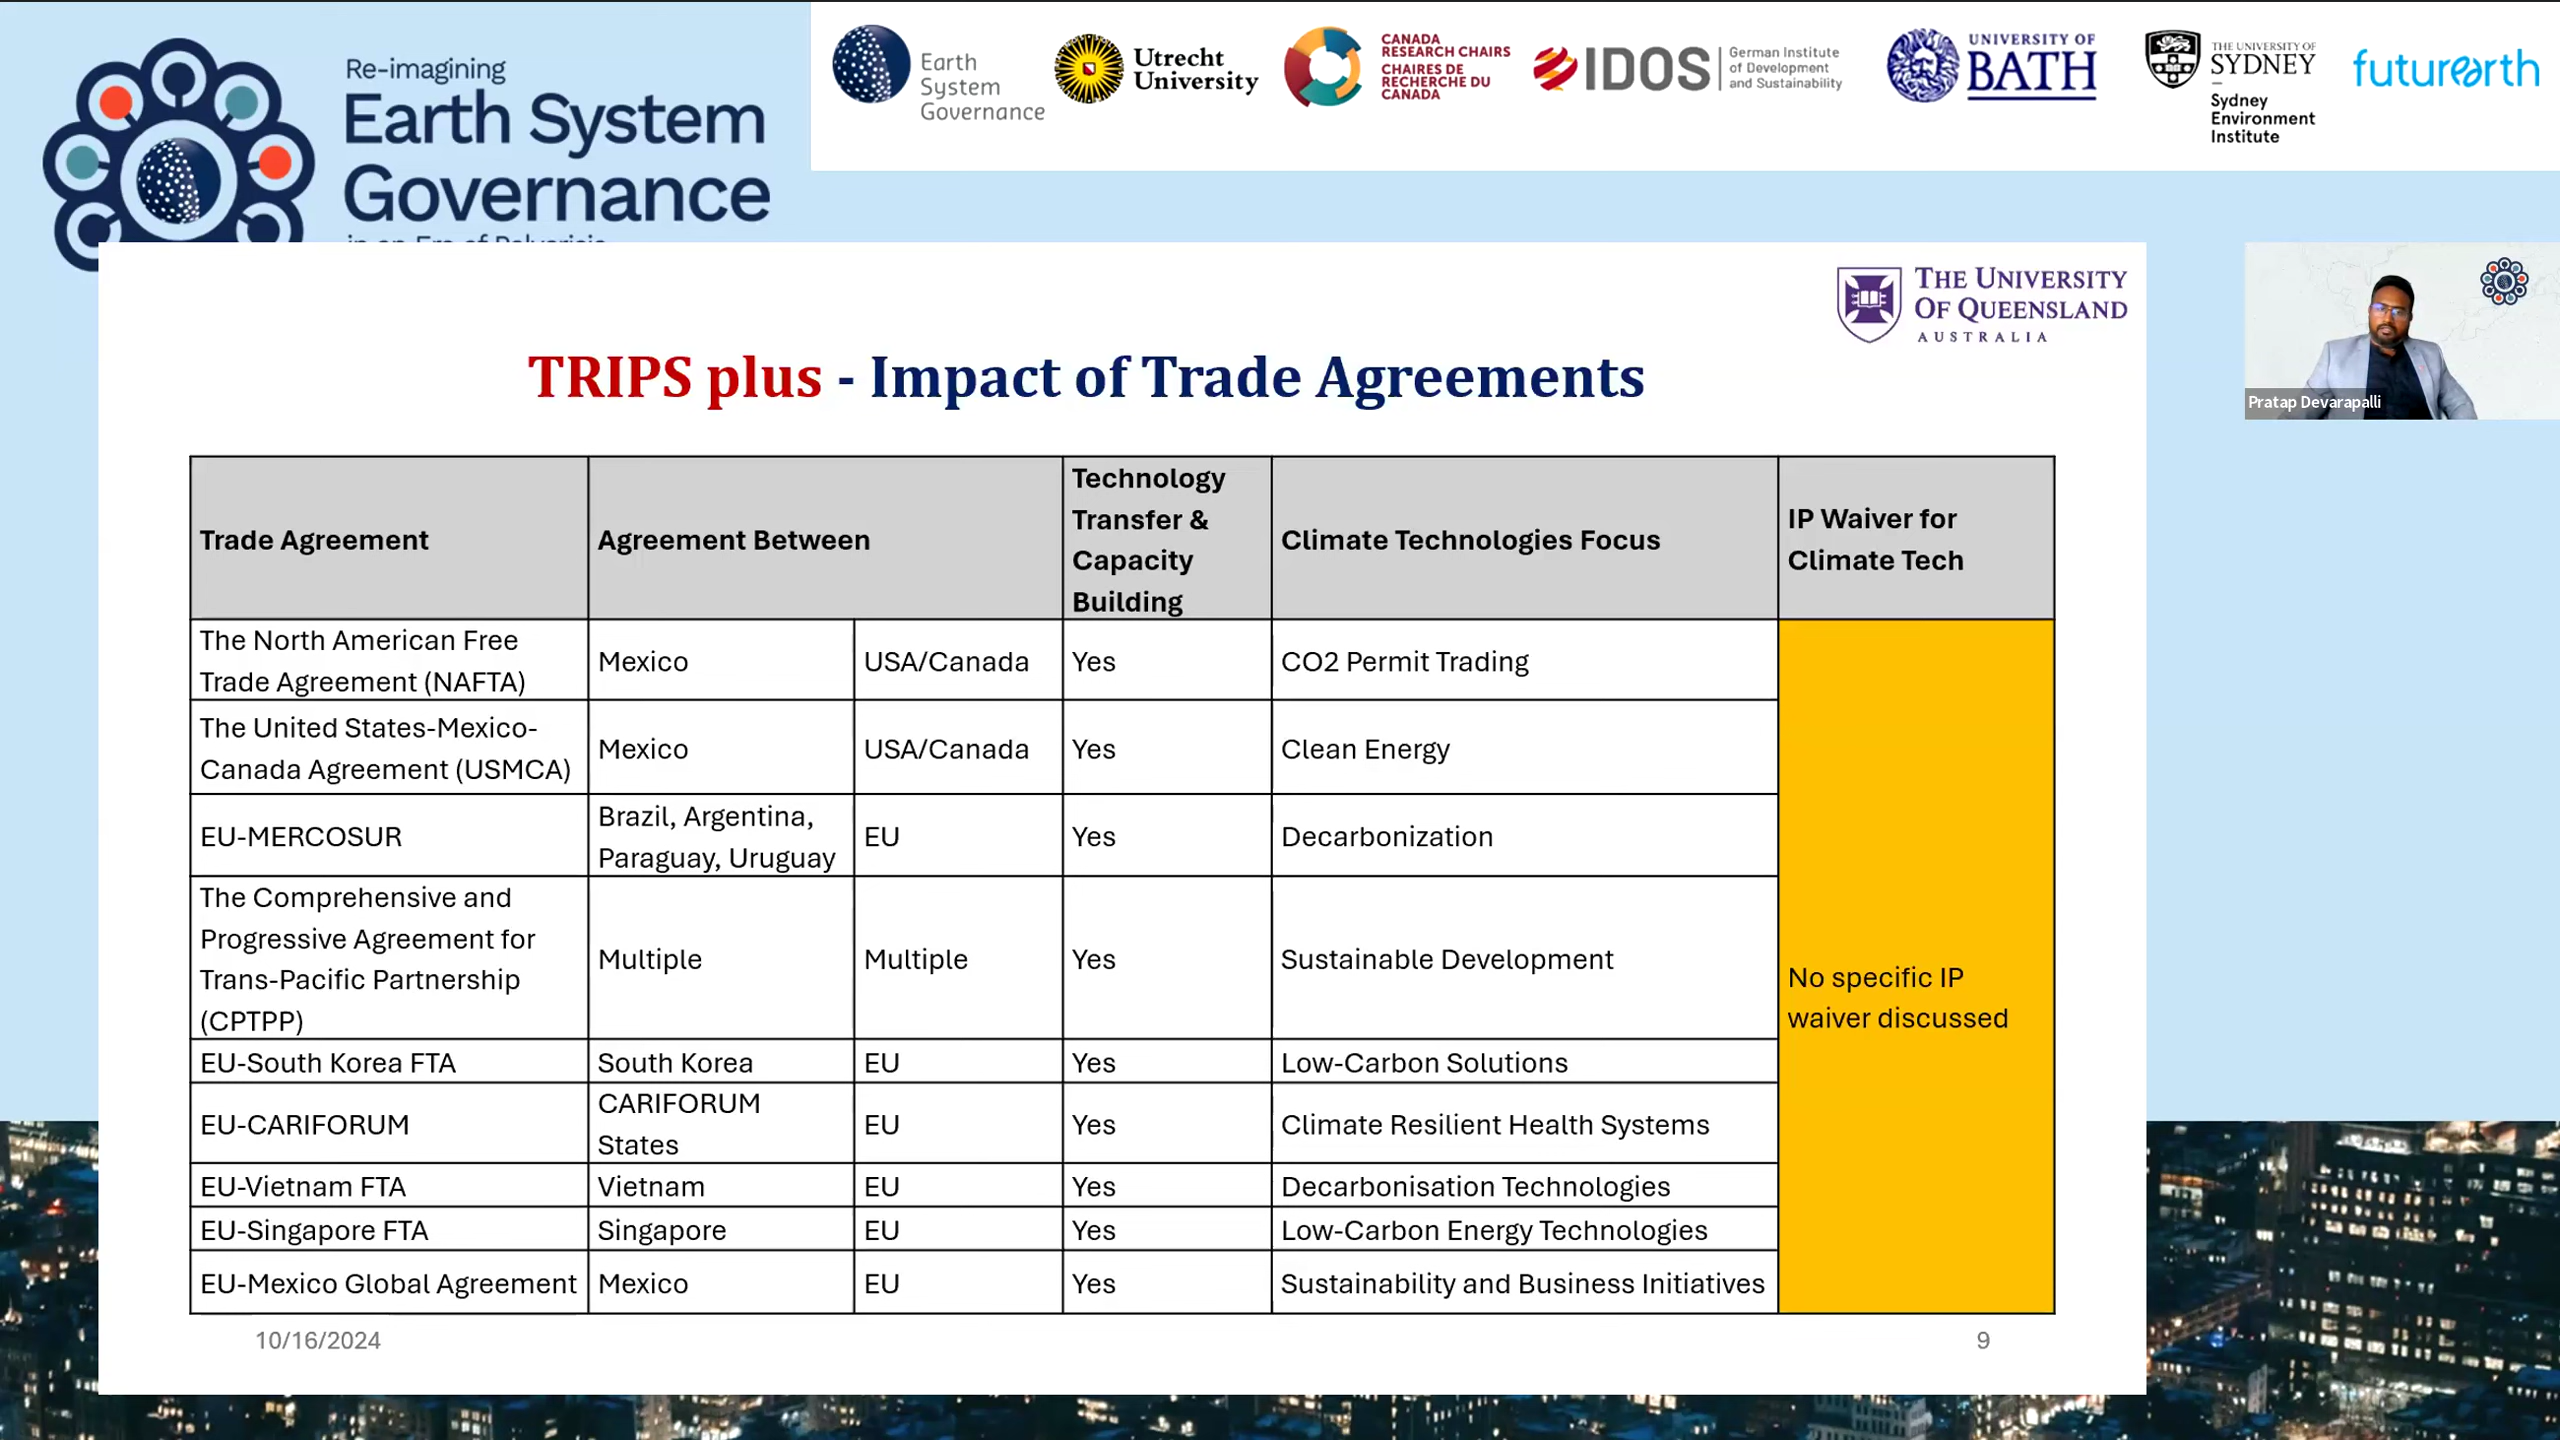 Re-imagining
Earth System
Governance
in an Era of Polycrisis
Earth
System
Governance
Utrecht
University
CANADA
RESEARCH CHAIRS
CHAIRES DE
RECHERCHE DU
CANADA
IDOS
German Institute
of Development
and Sustainability
UNIVERSITY OF
BATH
THE UNIVERSITY OF
SYDNEY
Sydney
Environment
Institute
futurearth
THE UNIVERSITY
OF QUEENSLAND
AUSTRALIA
Pratap Devarapalli
TRIPS plus - Impact of Trade Agreements
Trade Agreement
Agreement Between
Technology
Transfer &
Capacity
Building
Climate Technologies Focus
IP Waiver for
Climate Tech
The North American Free
Trade Agreement (NAFTA)
Mexico
USA/Canada
Yes
CO2 Permit Trading
The United States-Mexico-
Canada Agreement (USMCA)
Mexico
USA/Canada
Yes
Clean Energy
EU-MERCOSUR
Brazil, Argentina,
Paraguay, Uruguay
EU
Yes
Decarbonization
The Comprehensive and
Progressive Agreement for
Trans-Pacific Partnership
(CPTPP)
Multiple
Multiple
Yes
Sustainable Development
No specific IP
waiver discussed
EU-South Korea FTA
South Korea
EU
Yes
Low-Carbon Solutions
EU-CARIFORUM
CARIFORUM
States
EU
Yes
Climate Resilient Health Systems
EU-Vietnam FTA
Vietnam
EU
Yes
Decarbonisation Technologies
EU-Singapore FTA
Singapore
EU
Yes
Low-Carbon Energy Technologies
EU-Mexico Global Agreement
Mexico
EU
Yes
Sustainability and Business Initiatives
10/16/2024
9